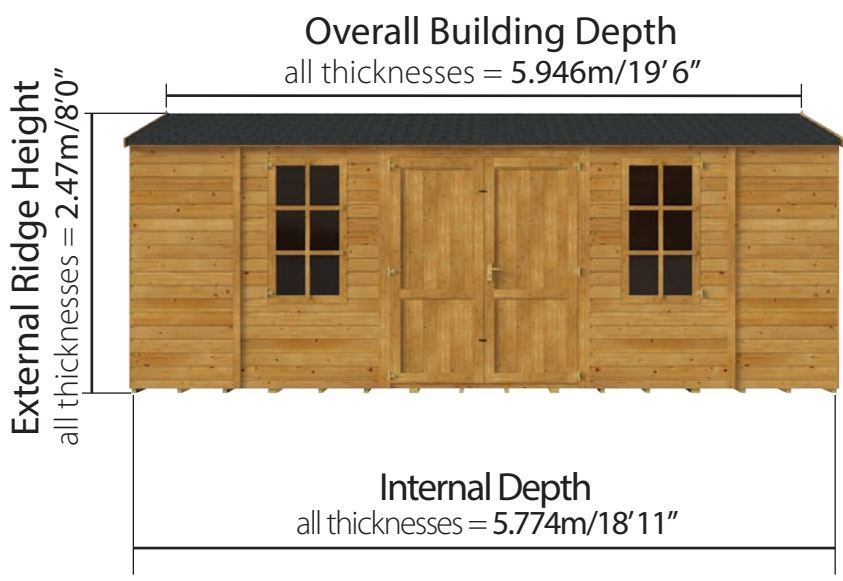 Overall Building Depth
all thicknesses = 5.946m/19’6”
External Ridge Height
all thicknesses = 2.47m/8’0”
Internal Depth
all thicknesses = 5.774m/18’11”